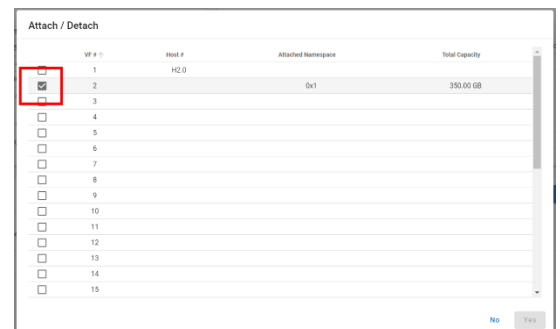 Attach / Detach
VF # ↑ Host # Attached Namespace Total Capacity
1 H2.0
2 0x1 350.00 GB
3
4
5
6
7
8
9
10
11
12
13
14
15
No Yes